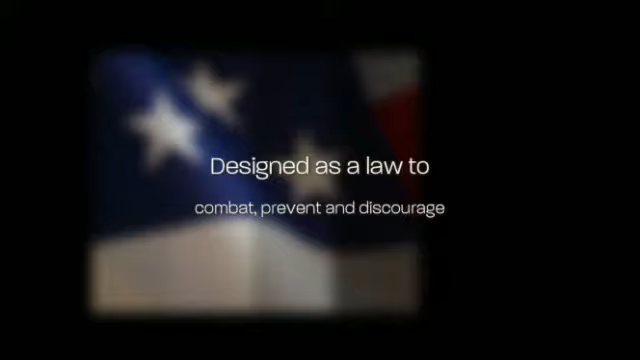 Designed as a law to
combat, prevent and discourage